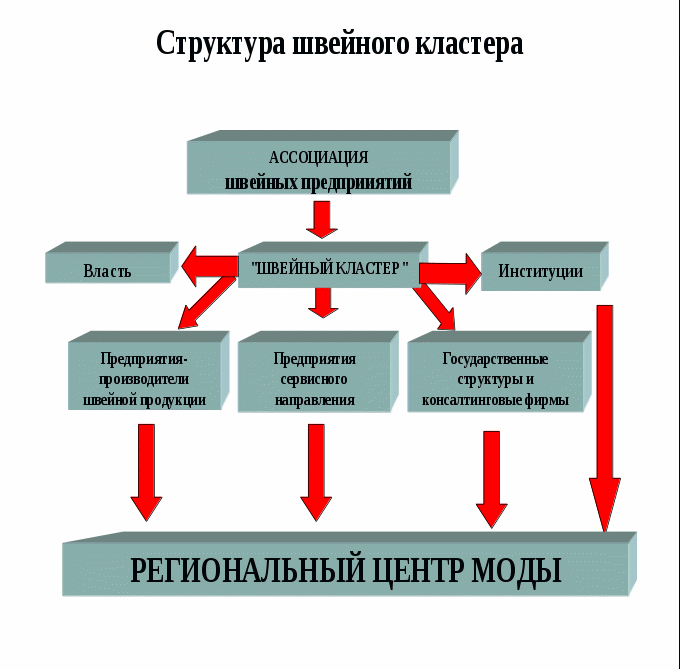 Структура швейного кластера
АССОЦИАЦИЯ
швейных предприиятий
Власть
"ШВЕЙНЫЙ КЛАСТЕР "
Институции
Предприятия-
производители
швейной продукции
Предприятия
сервисного
направления
Государственные
структуры и
консалтинговые фирмы
РЕГИОНАЛЬНЫЙ ЦЕНТР МОДЫ